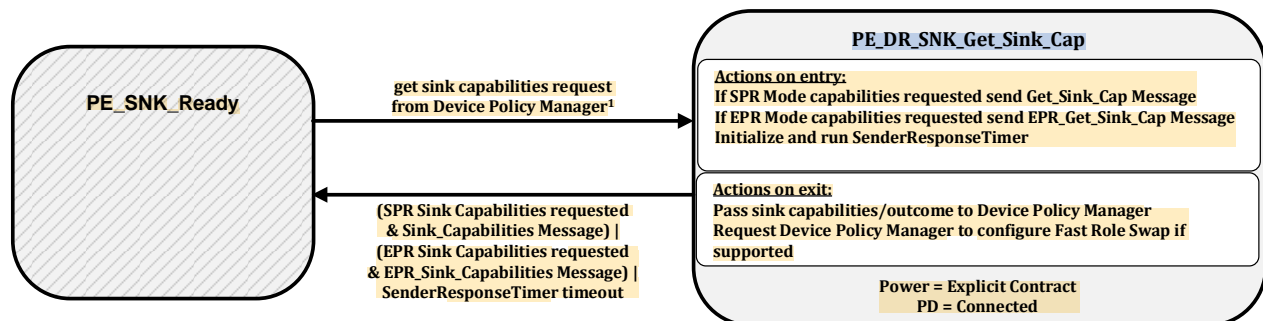 PE_SNK_Ready
get sink capabilities request
from Device Policy Manager¹
(SPR Sink Capabilities requested
& Sink_Capabilities Message) |
(EPR Sink Capabilities requested
& EPR_Sink_Capabilities Message) |
SenderResponseTimer timeout
PE_DR_SNK_Get_Sink_Cap
Actions on entry:
If SPR Mode capabilities requested send Get_Sink_Cap Message
If EPR Mode capabilities requested send EPR_Get_Sink_Cap Message
Initialize and run SenderResponseTimer
Actions on exit:
Pass sink capabilities/outcome to Device Policy Manager
Request Device Policy Manager to configure Fast Role Swap if
supported
Power = Explicit Contract
PD = Connected